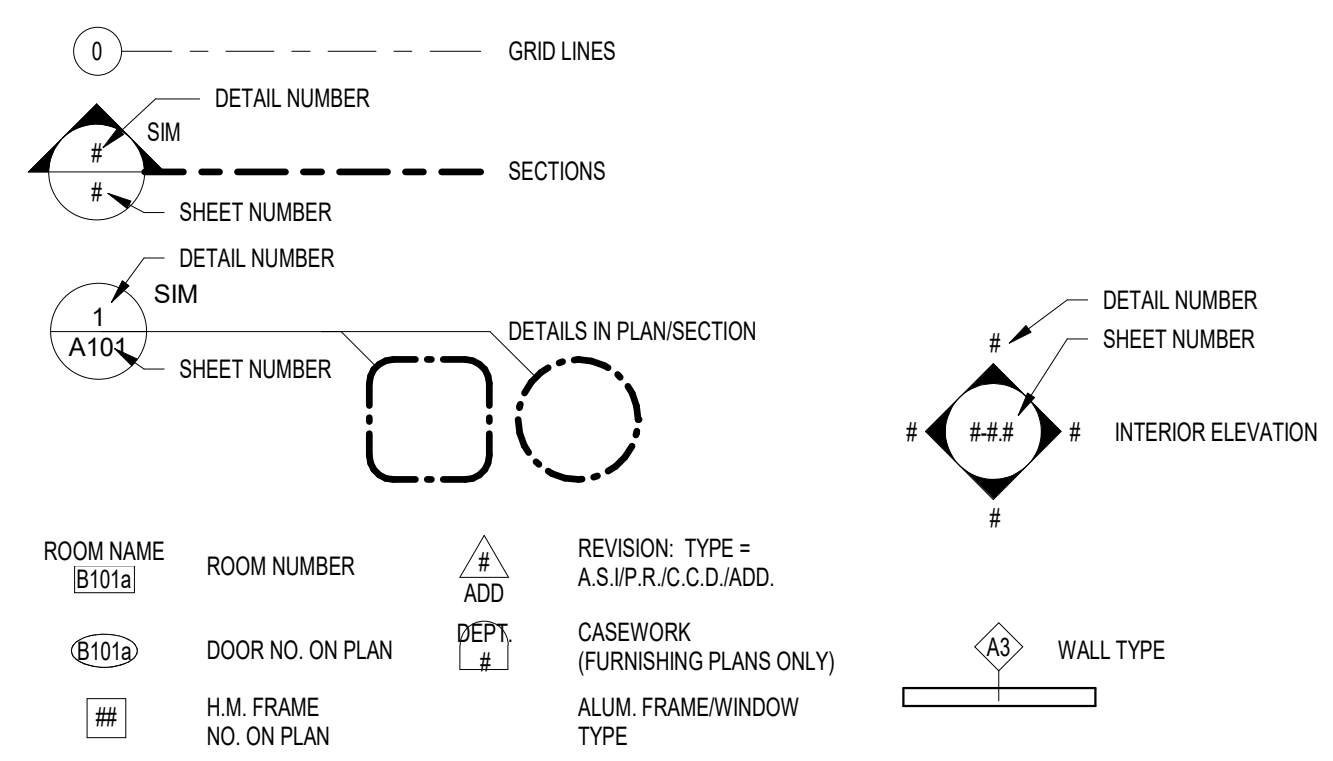 0
GRID LINES
DETAIL NUMBER
SIM
#
SECTIONS
#
SHEET NUMBER
DETAIL NUMBER
SIM
1
DETAILS IN PLAN/SECTION
A101
SHEET NUMBER
DETAIL NUMBER
SHEET NUMBER
#
# #-#.# # INTERIOR ELEVATION
#
ROOM NAME
B101a
ROOM NUMBER
#
ADD
REVISION: TYPE =
A.S.I/P.R./C.C.D./ADD.
B101a
DOOR NO. ON PLAN
DEPT.
#
CASEWORK
(FURNISHING PLANS ONLY)
A3
WALL TYPE
##
H.M. FRAME
NO. ON PLAN
ALUM. FRAME/WINDOW
TYPE